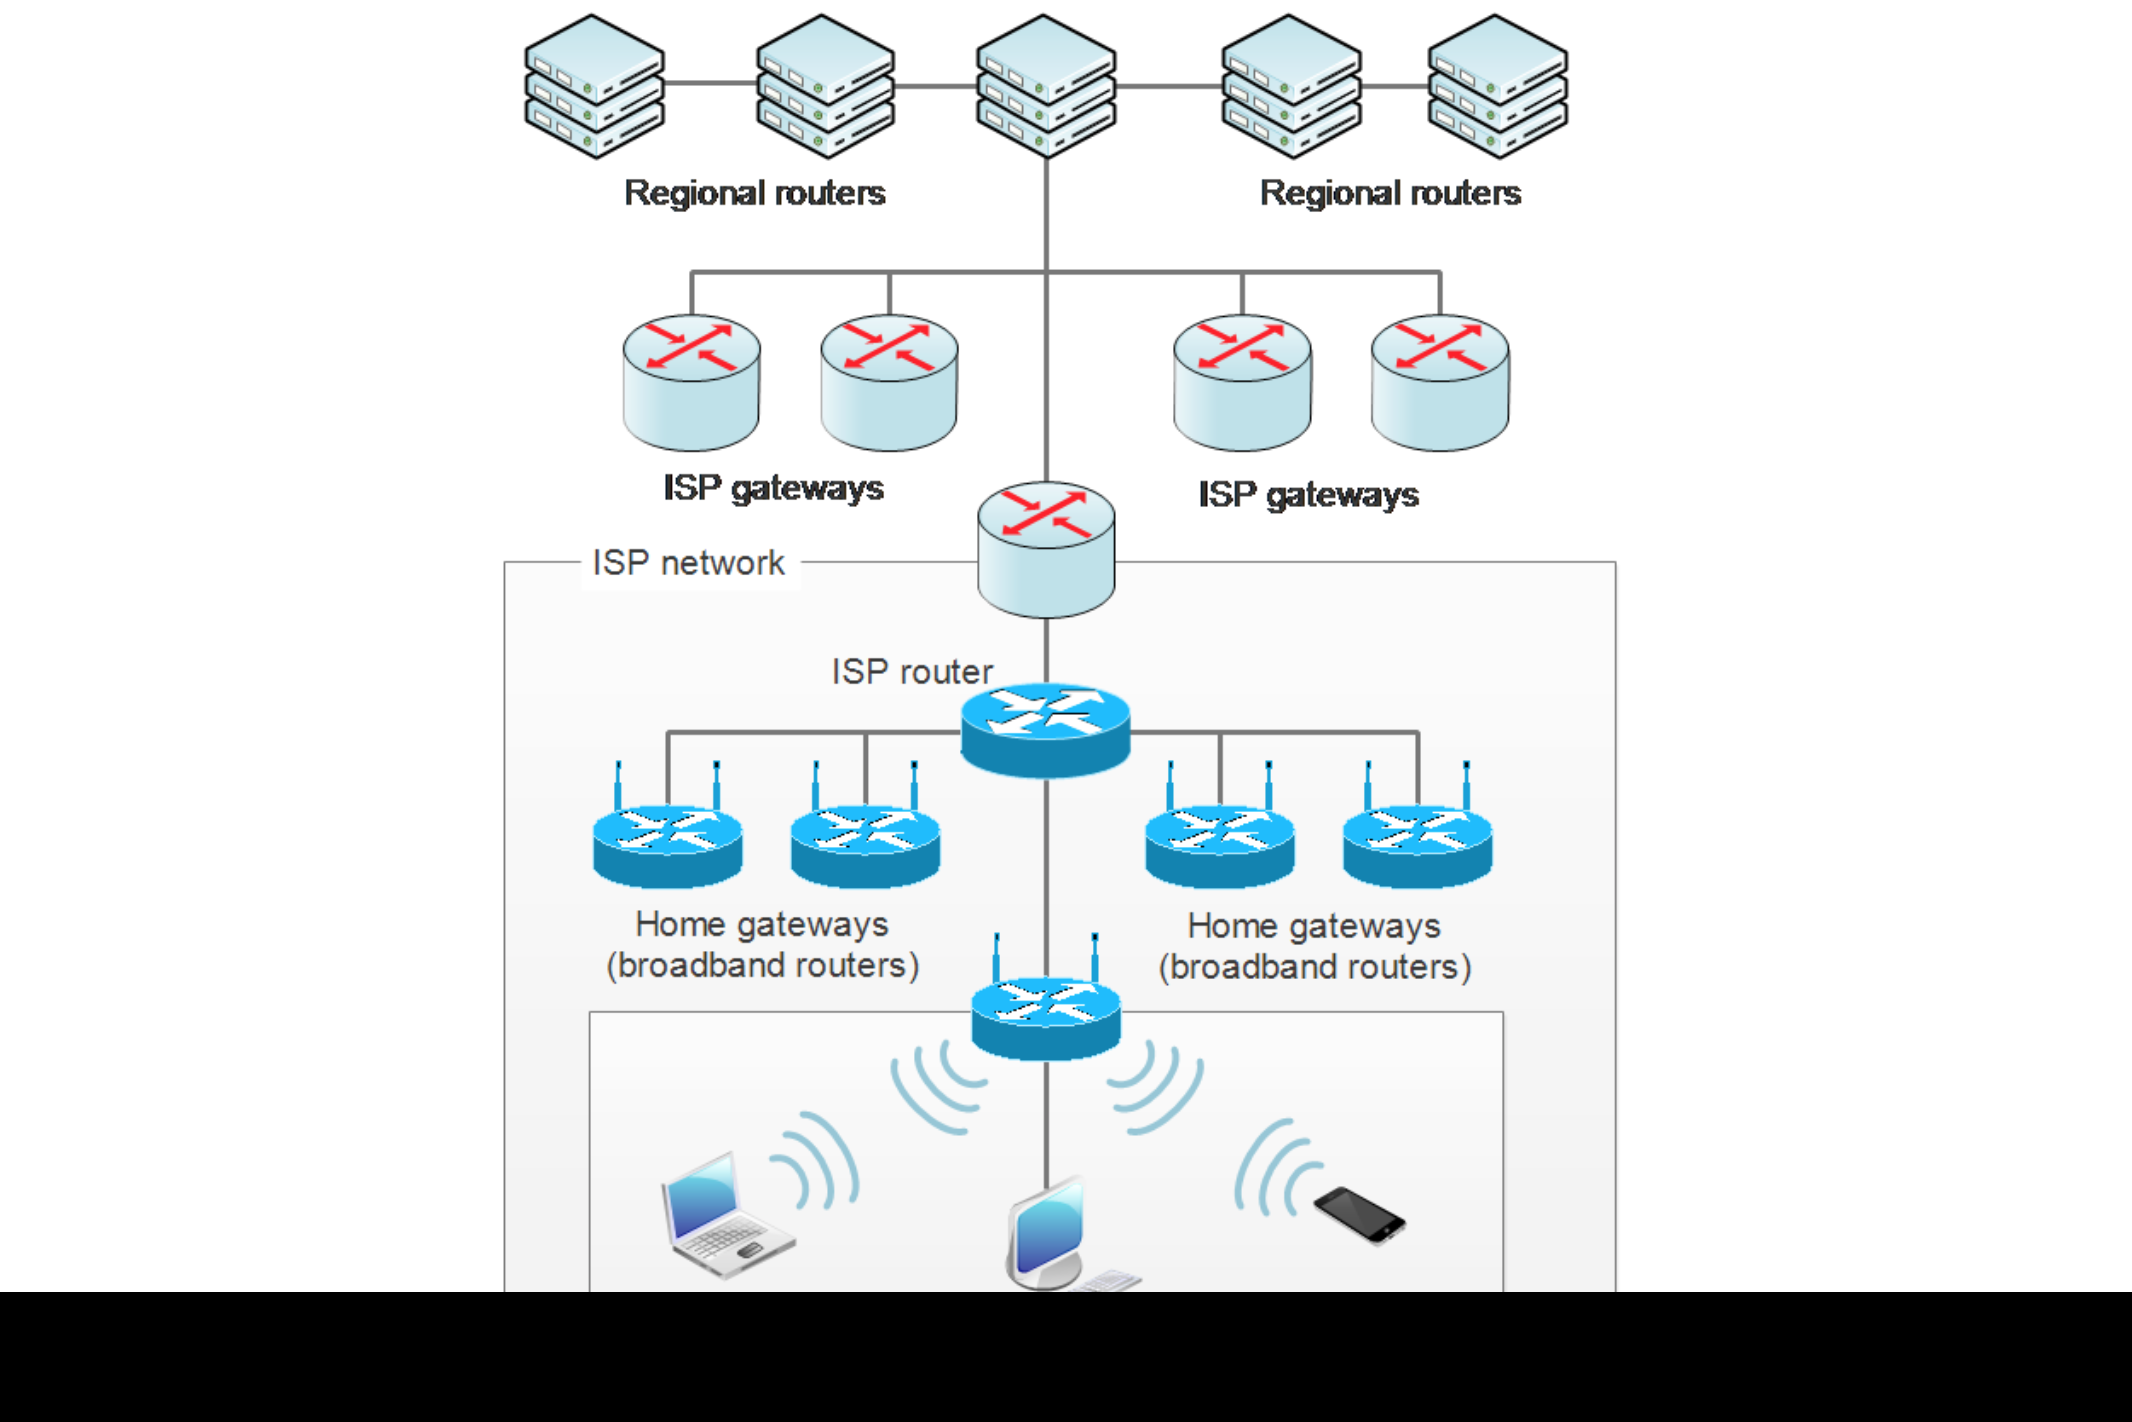 Regional routers
Regional routers
ISP gateways
ISP gateways
ISP network
ISP router
Home gateways
(broadband routers)
Home gateways
(broadband routers)